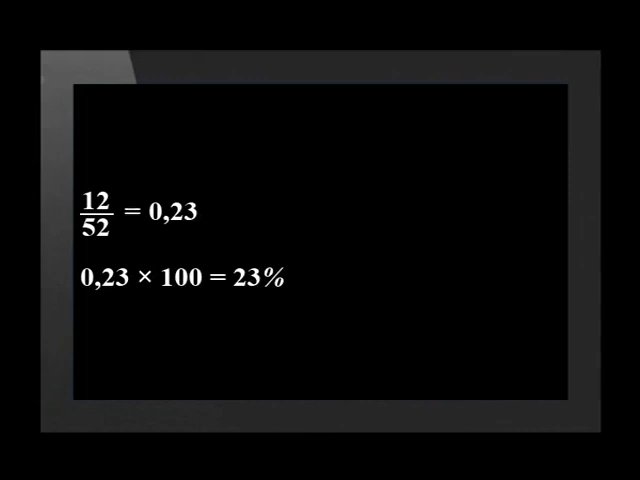 12/52 = 0,23
0,23 × 100 = 23%